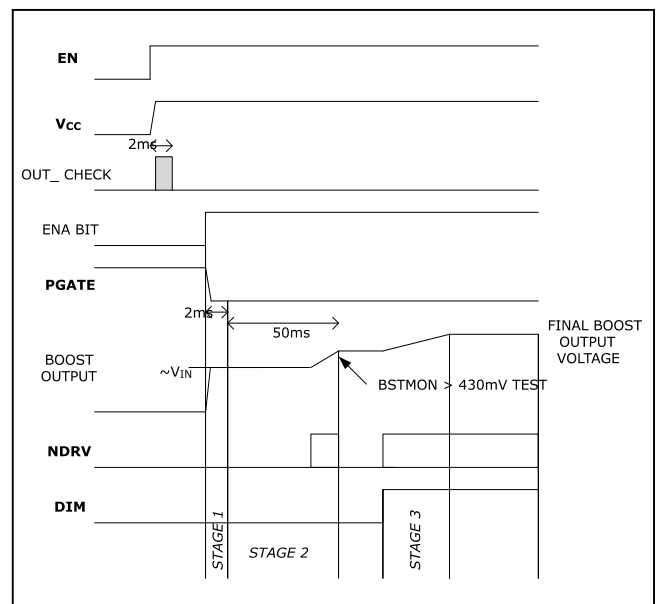 EN
VCC
2ms
OUT_ CHECK
ENA BIT
PGATE
2ms
50ms
FINAL BOOST
OUTPUT
VOLTAGE
BOOST
OUTPUT
~VIN
BSTMON > 430mV TEST
NDRV
DIM
STAGE 1
STAGE 2
STAGE 3